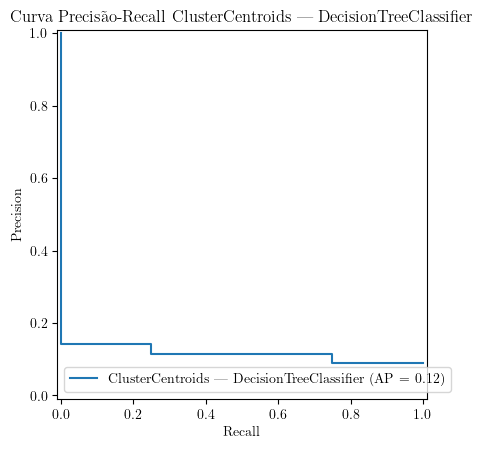 Curva Precisão-Recall ClusterCentroids — DecisionTreeClassifier
1.0
0.8
0.6
0.4
0.2
0.0
Precision
ClusterCentroids — DecisionTreeClassifier (AP = 0.12)
0.0 0.2 0.4 0.6 0.8 1.0
Recall